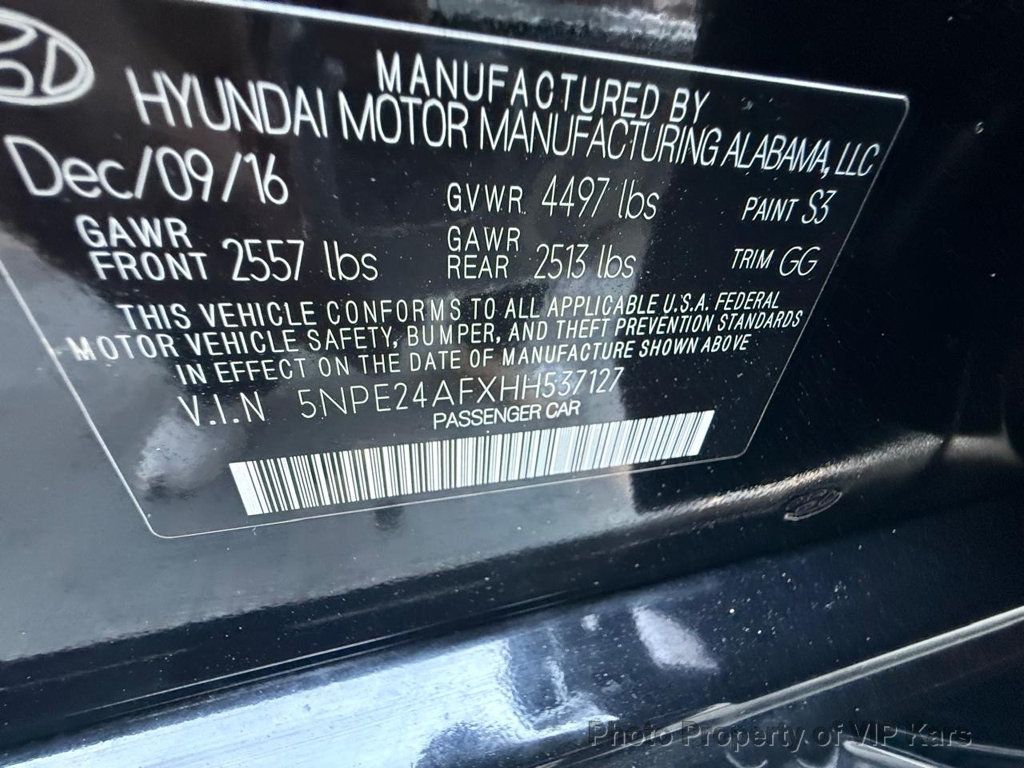 MANUFACTURED BY
HYUNDAI MOTOR MANUFACTURING ALABAMA, LLC
Dec/09/16 G.VWR 4497 lbs PAINT S3
GAWR FRONT 2557 lbs GAWR REAR 2513 lbs TRIM GG
THIS VEHICLE CONFORMS TO ALL APPLICABLE U.S.A. FEDERAL
MOTOR VEHICLE SAFETY, BUMPER, AND THEFT PREVENTION STANDARDS
IN EFFECT ON THE DATE OF MANUFACTURE SHOWN ABOVE
V.I.N 5NPE24AFXHH537127
PASSENGER CAR
Photo Property of VIP Kars